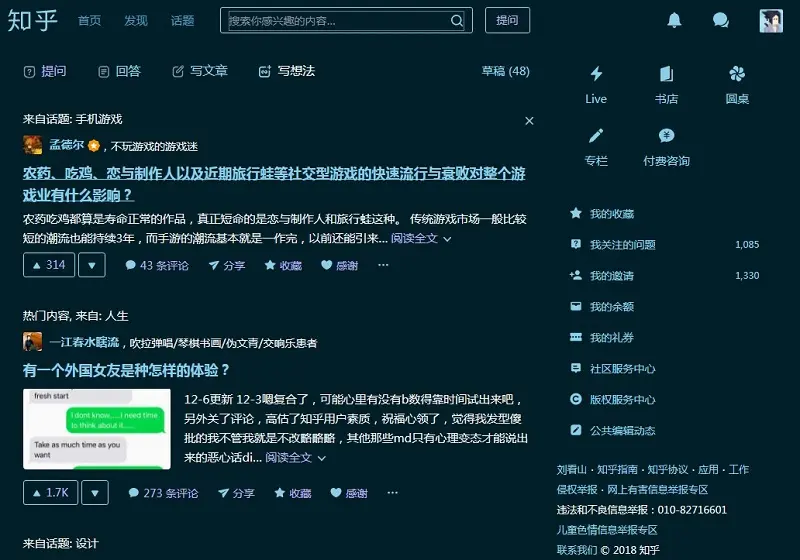 知乎 首页 发现 话题 搜索你感兴趣的内容... 提问
提问 回答 写文章 写想法 草稿 (48)
来自话题: 手机游戏
孟德尔 , 不玩游戏的游戏迷
农药、吃鸡、恋与制作人以及近期旅行蛙等社交型游戏的快速流行与衰败对整个游
戏业有什么影响？
农药吃鸡都算是寿命正常的作品，真正短命的是恋与制作人和旅行蛙这种。 传统游戏市场一般比较
短的潮流也能持续3年，而手游的潮流基本就是一作完，以前还能引来... 阅读全文
314 43 条评论 分享 收藏 感谢 ···
热门内容, 来自: 人生
一江春水瞎流 , 吹拉弹唱/琴棋书画/伪文青/交响乐患者
有一个外国女友是种怎样的体验？
fresh start
I dont know......I need time
to think about it......
Take as much time as you
want
12-6更新 12-3嗯复合了，可能心里有没有b数得靠时间试出来吧，
另外关了评论，高估了知乎用户素质，祝福心领了，觉得我发型傻
批的我不管我就是不改略略略，其他那些md只有心理变态才能说出
来的恶心话di... 阅读全文
1.7K 273 条评论 分享 收藏 感谢 ···
来自话题: 设计
Live 书店 圆桌
专栏 付费咨询
我的收藏
我关注的问题 1,085
我的邀请 1,330
我的余额
我的礼券
社区服务中心
版权服务中心
公共编辑动态
刘看山 · 知乎指南 · 知乎协议 · 应用 · 工作
侵权举报 · 网上有害信息举报专区
违法和不良信息举报：010-82716601
儿童色情信息举报专区
联系我们 © 2018 知乎